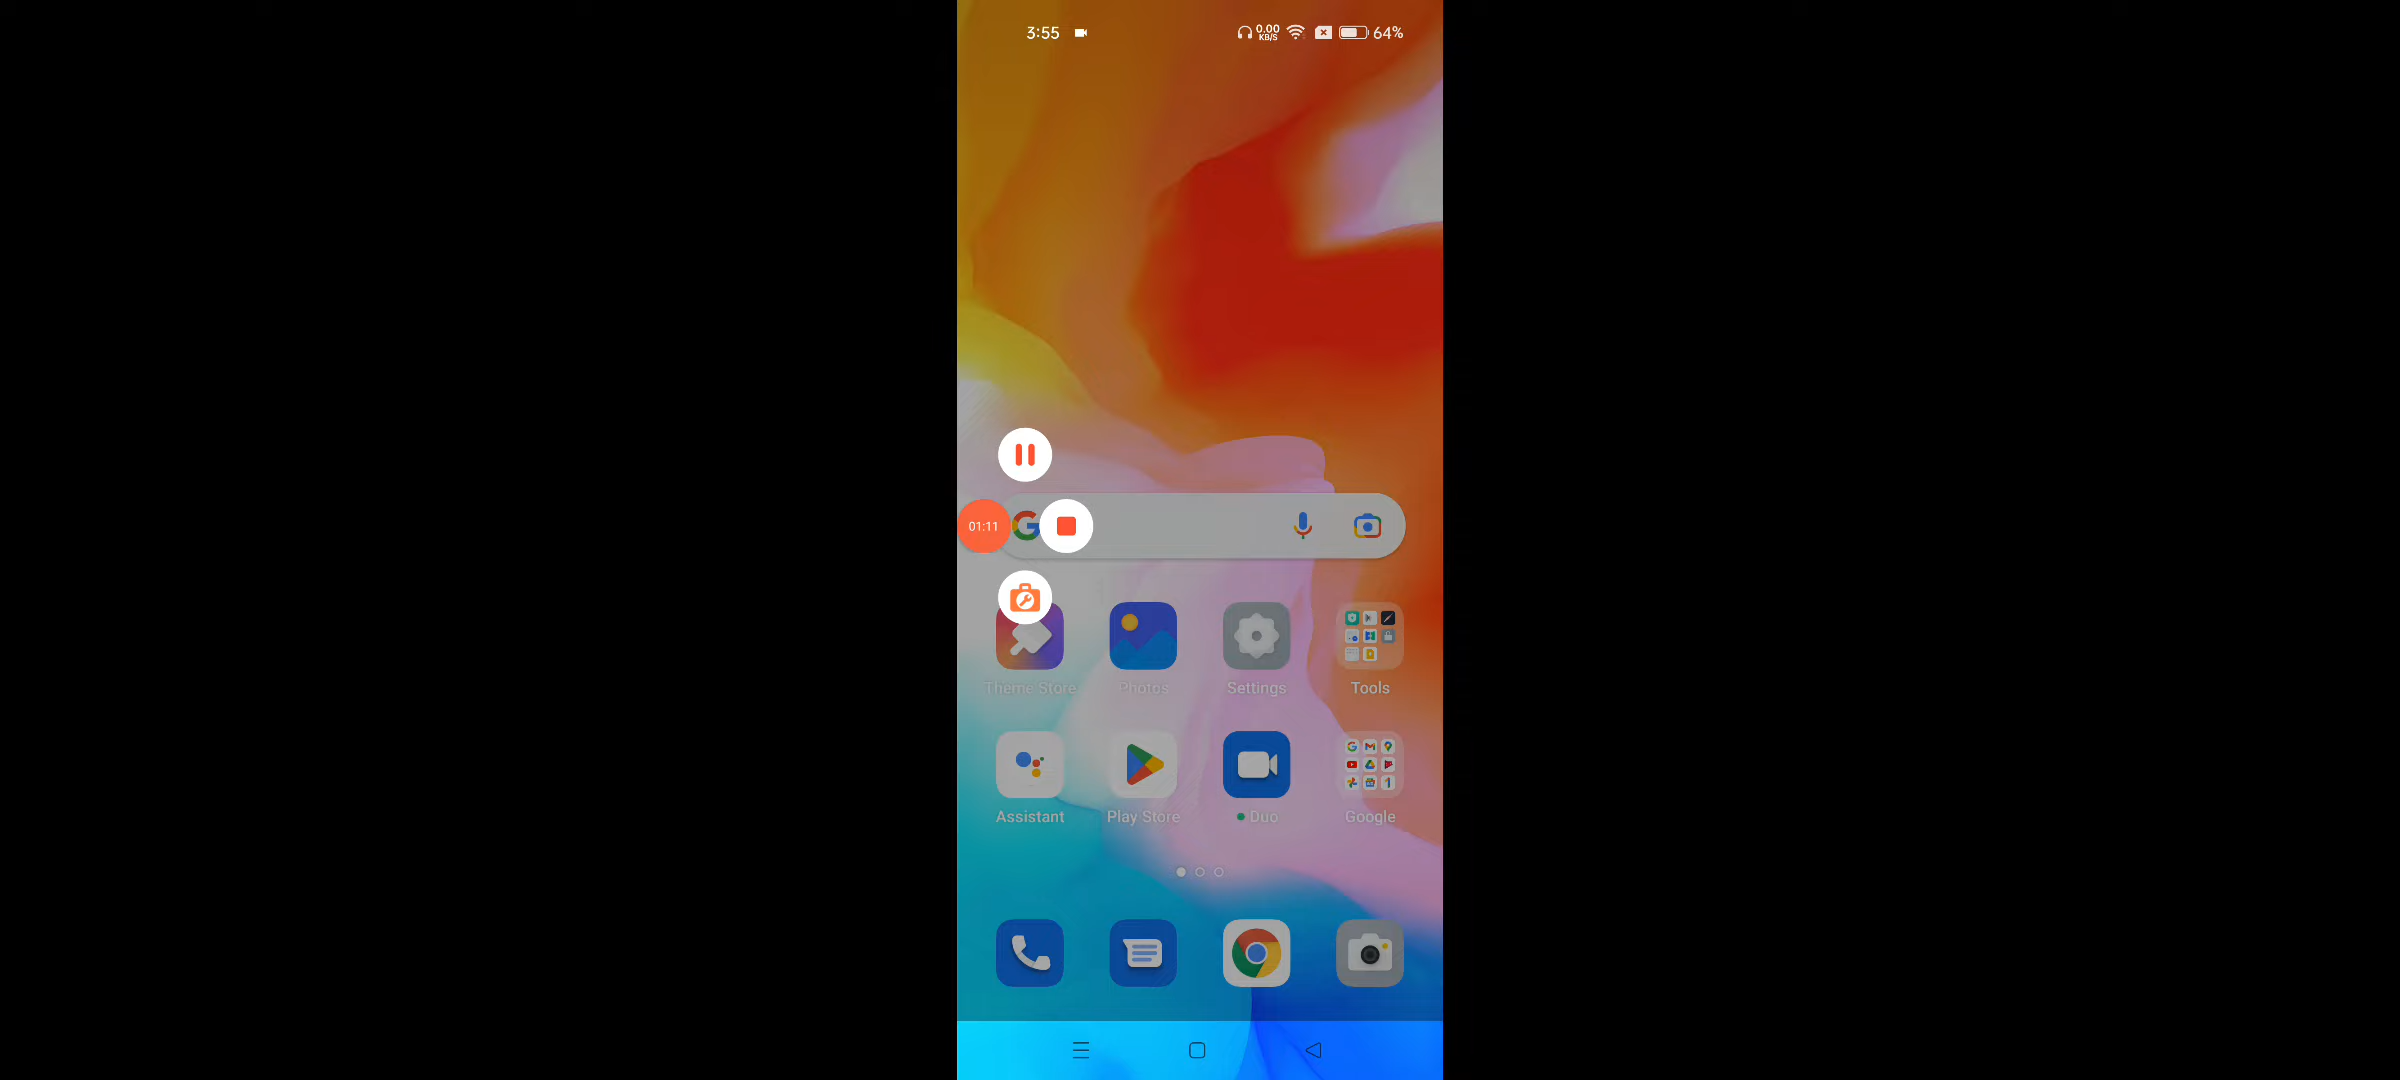 3:55
0.00
KB/S
64%
01:11
Theme Store
Photos
Settings
Tools
Assistant
Play Store
Duo
Google